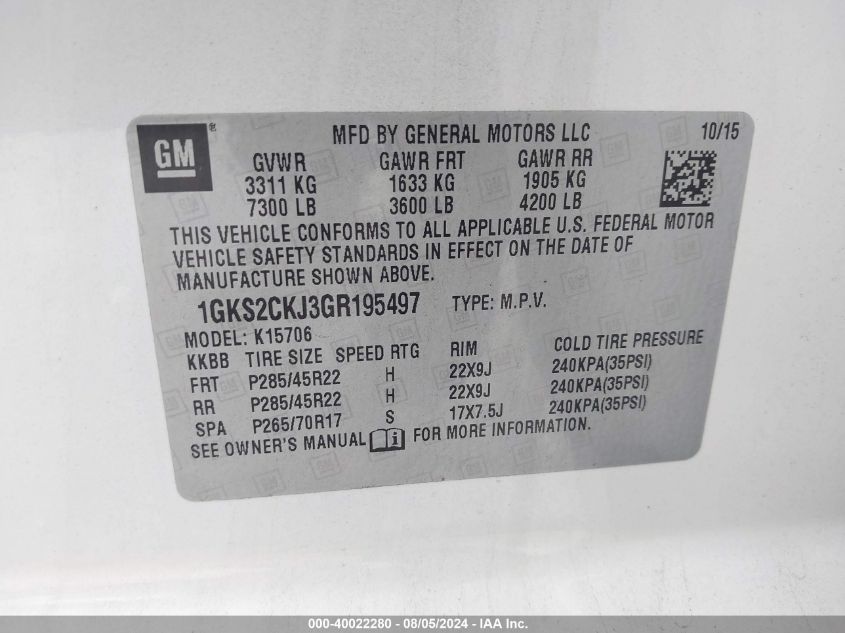 GM ® MFD BY GENERAL MOTORS LLC 10/15
GVWR GAWR FRT GAWR RR
3311 KG 1633 KG 1905 KG
7300 LB 3600 LB 4200 LB
THIS VEHICLE CONFORMS TO ALL APPLICABLE U.S. FEDERAL MOTOR
VEHICLE SAFETY STANDARDS IN EFFECT ON THE DATE OF
MANUFACTURE SHOWN ABOVE.
1GKS2CKJ3GR195497 TYPE: M.P.V.
MODEL: K15706
KKBB TIRE SIZE SPEED RTG RIM COLD TIRE PRESSURE
FRT P285/45R22 H 22X9J 240KPA(35PSI)
RR P285/45R22 H 22X9J 240KPA(35PSI)
SPA P265/70R17 S 17X7.5J 240KPA(35PSI)
SEE OWNER'S MANUAL FOR MORE INFORMATION.
000-40022280 - 08/05/2024 - IAA Inc.